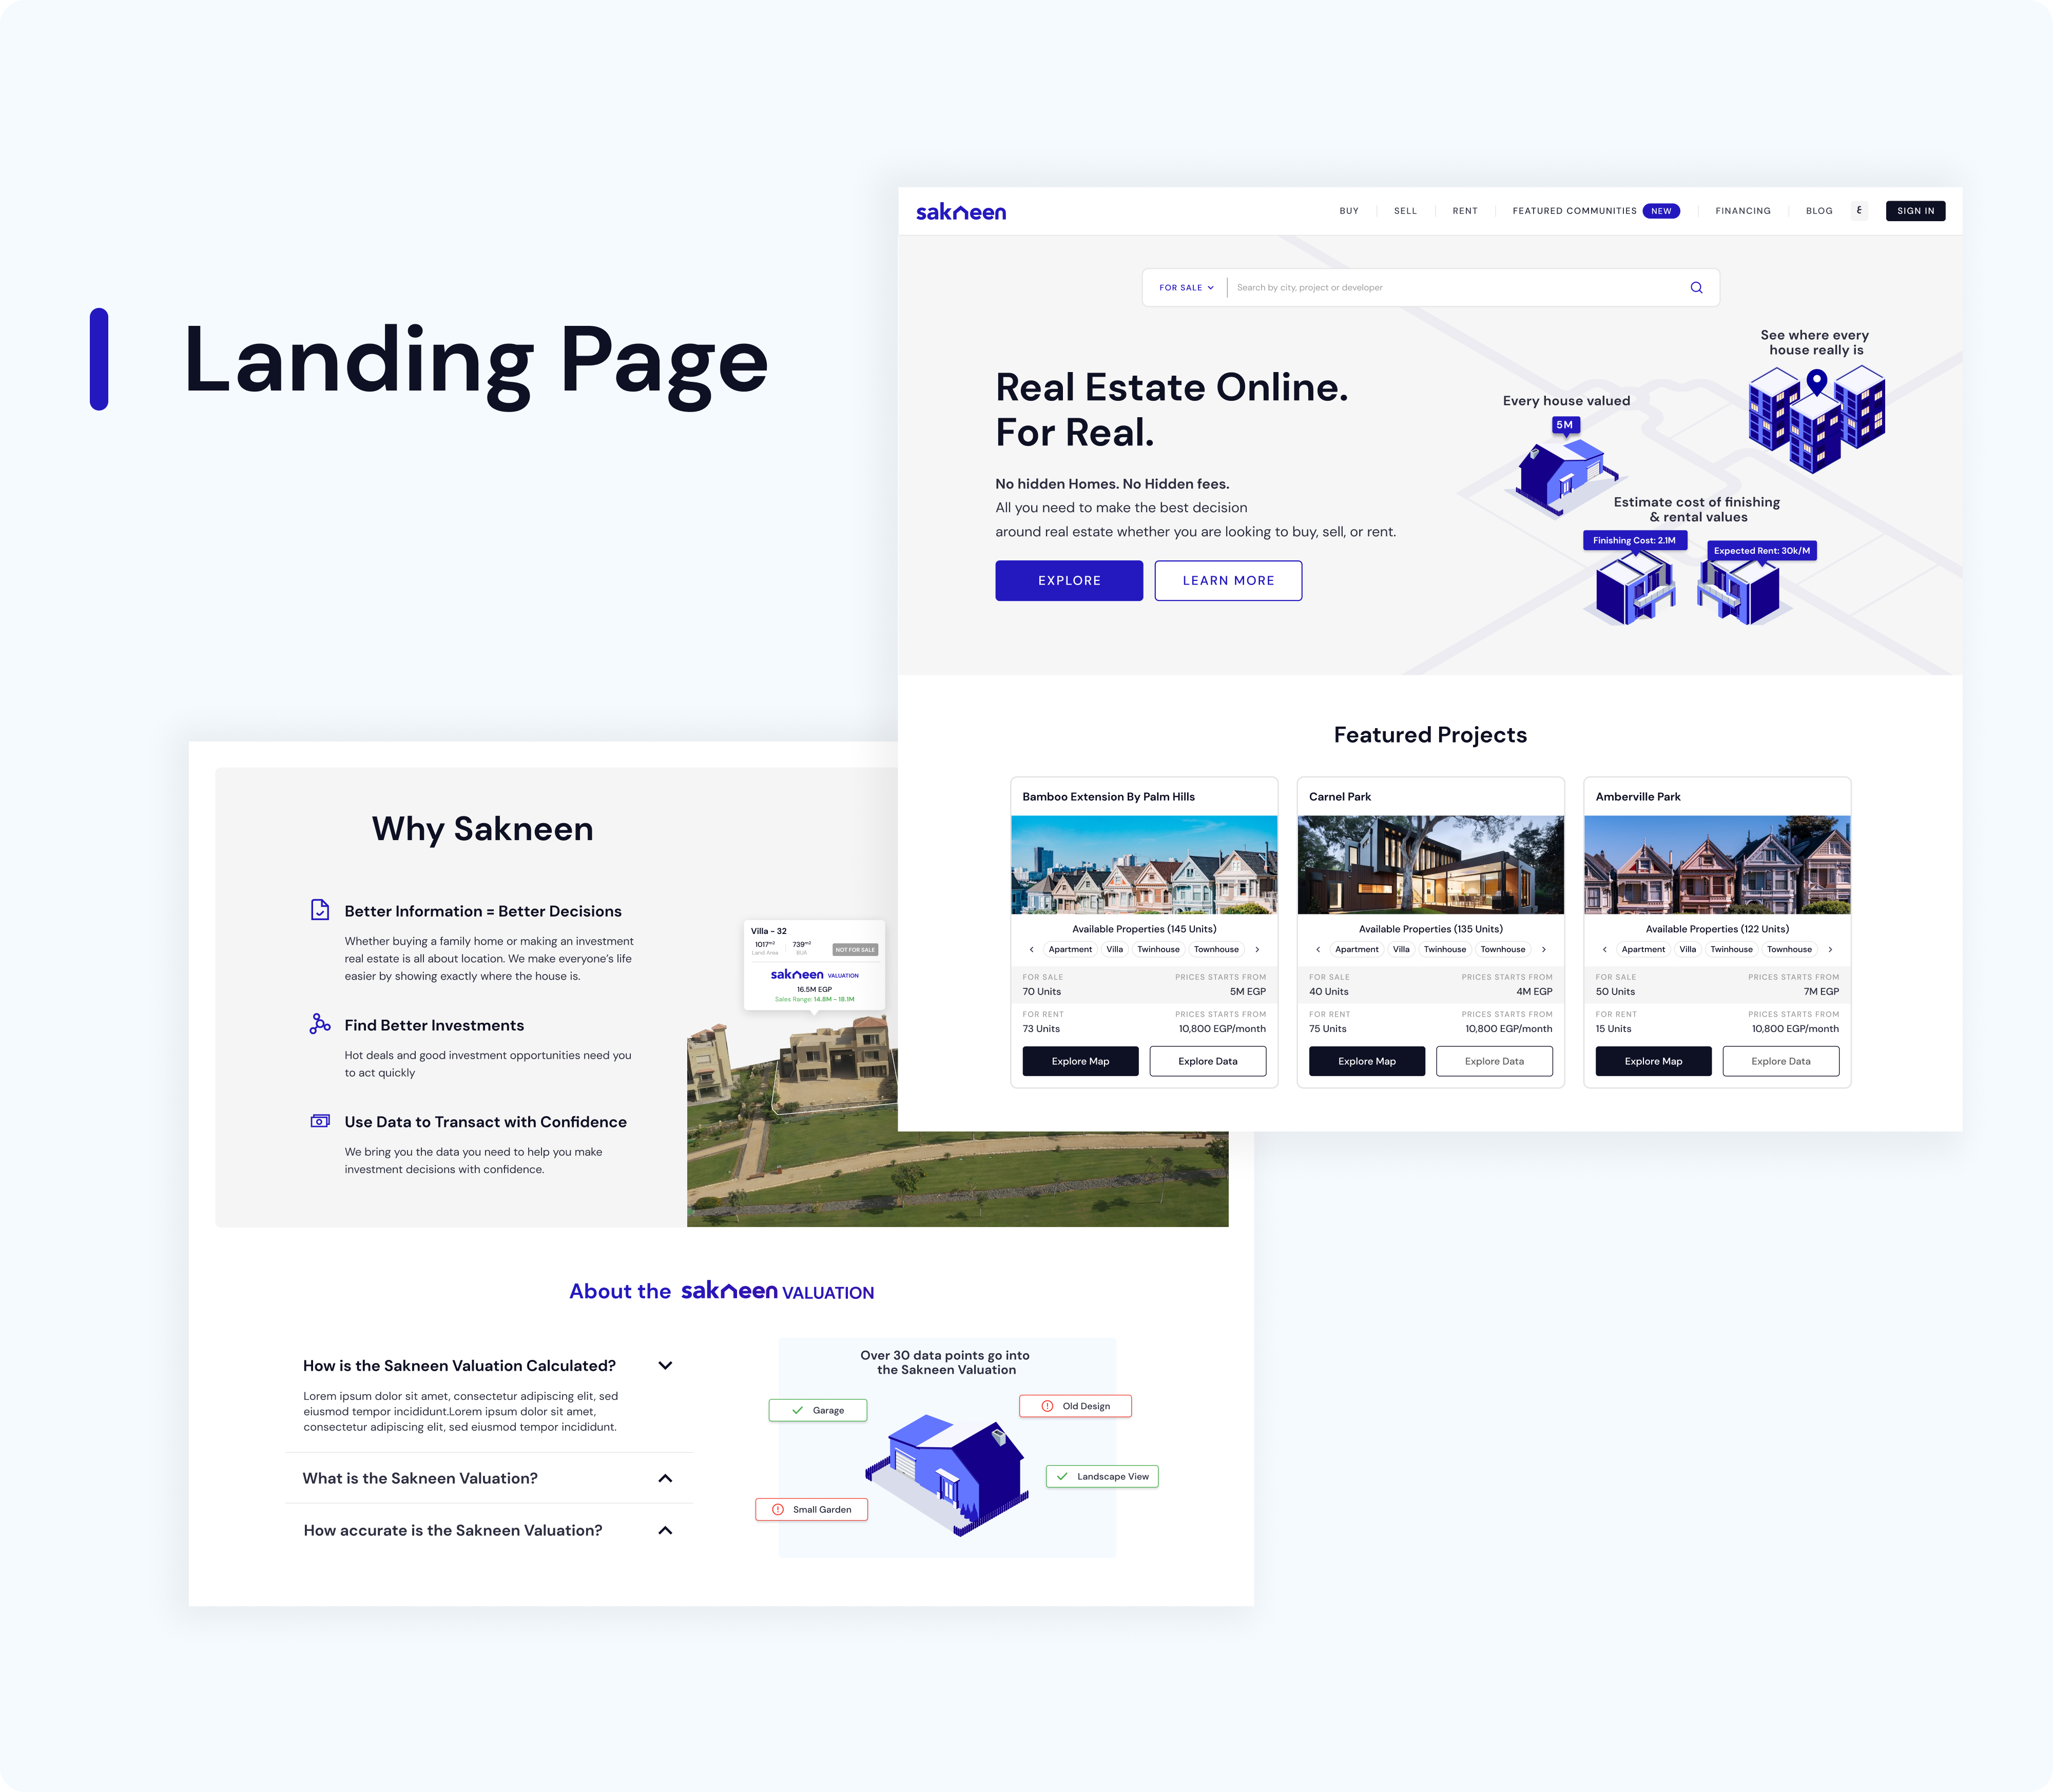 Landing Page
sakneen
BUY
SELL
RENT
FEATURED COMMUNITIES
NEW
FINANCING
BLOG
ع
SIGN IN
FOR SALE
Search by city, project or developer
Real Estate Online.
For Real.
No hidden Homes. No Hidden fees.
All you need to make the best decision
around real estate whether you are looking to buy, sell, or rent.
EXPLORE
LEARN MORE
See where every
house really is
Every house valued
5M
Estimate cost of finishing
& rental values
Finishing Cost: 2.1M
Expected Rent: 30k/M
Featured Projects
Bamboo Extension By Palm Hills
Available Properties (145 Units)
Apartment
Villa
Twinhouse
Townhouse
FOR SALE
PRICES STARTS FROM
70 Units
5M EGP
FOR RENT
PRICES STARTS FROM
73 Units
10,800 EGP/month
Explore Map
Explore Data
Carnel Park
Available Properties (135 Units)
Apartment
Villa
Twinhouse
Townhouse
FOR SALE
PRICES STARTS FROM
40 Units
4M EGP
FOR RENT
PRICES STARTS FROM
75 Units
10,800 EGP/month
Explore Map
Explore Data
Amberville Park
Available Properties (122 Units)
Apartment
Villa
Twinhouse
Townhouse
FOR SALE
PRICES STARTS FROM
50 Units
7M EGP
FOR RENT
PRICES STARTS FROM
15 Units
10,800 EGP/month
Explore Map
Explore Data
Why Sakneen
Better Information = Better Decisions
Whether buying a family home or making an investment
real estate is all about location. We make everyone's life
easier by showing exactly where the house is.
Find Better Investments
Hot deals and good investment opportunities need you
to act quickly
Use Data to Transact with Confidence
We bring you the data you need to help you make
investment decisions with confidence.
Villa - 32
1017m2
739m2
NOT FOR SALE
Land Area
BUA
sakneen VALUATION
16.5M EGP
Sales Range: 14.8M - 18.1M
About the sakneen VALUATION
How is the Sakneen Valuation Calculated?
Lorem ipsum dolor sit amet, consectetur adipiscing elit, sed
eiusmod tempor incididunt.Lorem ipsum dolor sit amet,
consectetur adipiscing elit, sed eiusmod tempor incididunt.
What is the Sakneen Valuation?
How accurate is the Sakneen Valuation?
Over 30 data points go into
the Sakneen Valuation
Garage
Old Design
Landscape View
Small Garden